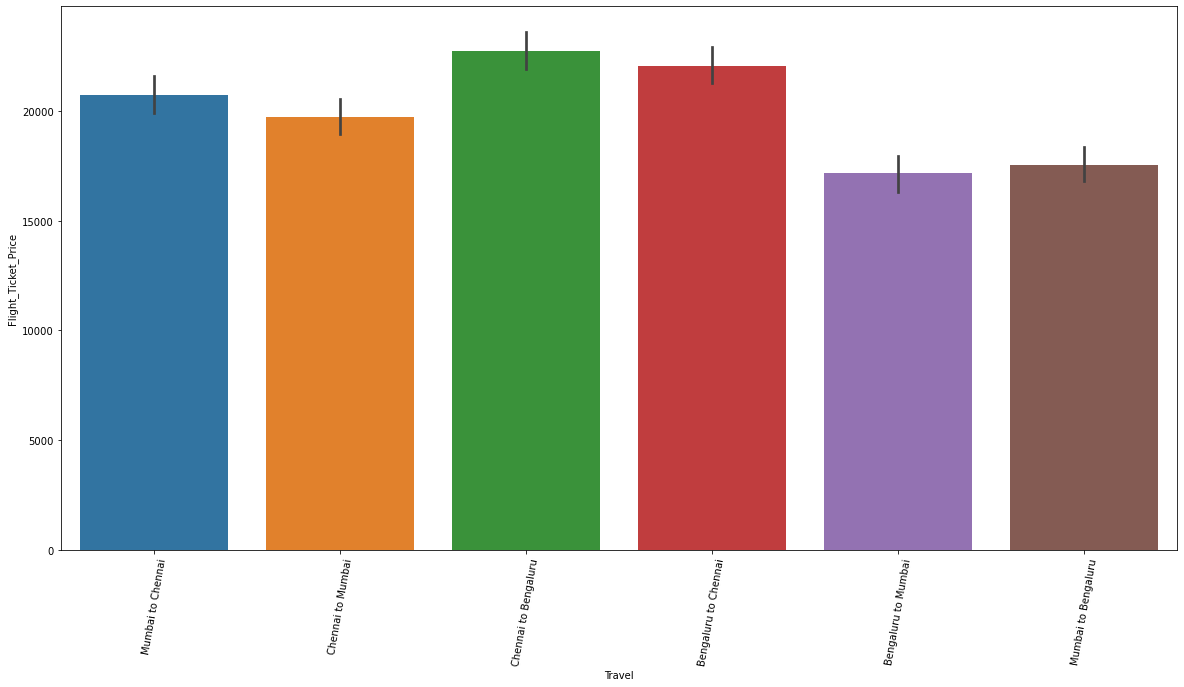 Flight_Ticket_Price
20000
15000
10000
5000
0
Mumbai to Chennai
Chennai to Mumbai
Chennai to Bengaluru
Bengaluru to Chennai
Bengaluru to Mumbai
Mumbai to Bengaluru
Travel